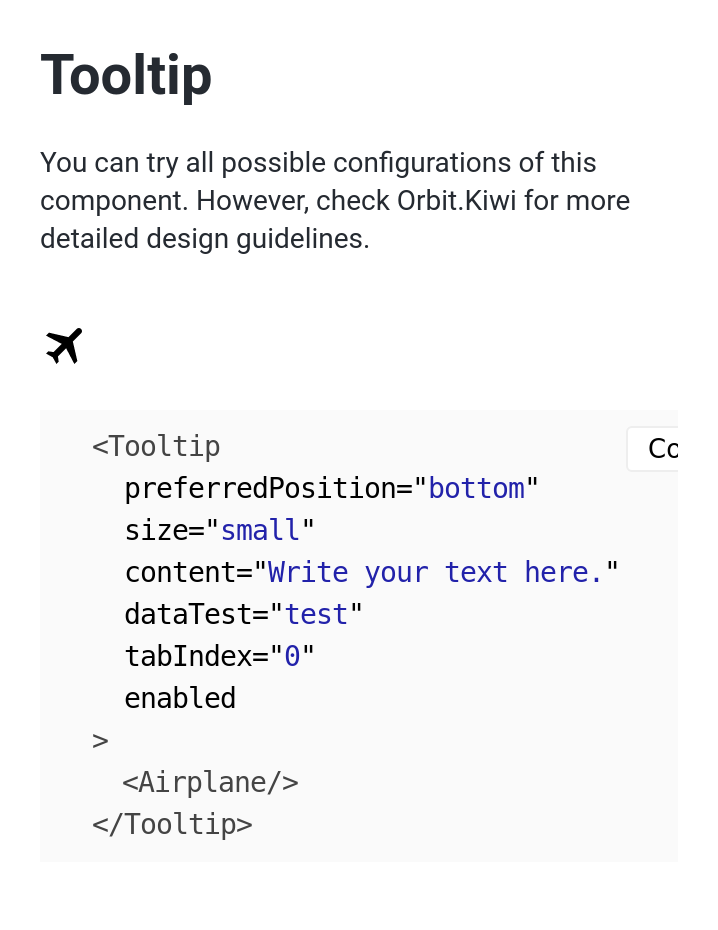 Tooltip
You can try all possible configurations of this
component. However, check Orbit.Kiwi for more
detailed design guidelines.
<Tooltip
Co
  preferredPosition="bottom"
  size="small"
  content="Write your text here."
  dataTest="test"
  tabIndex="0"
  enabled
>
  <Airplane/>
</Tooltip>